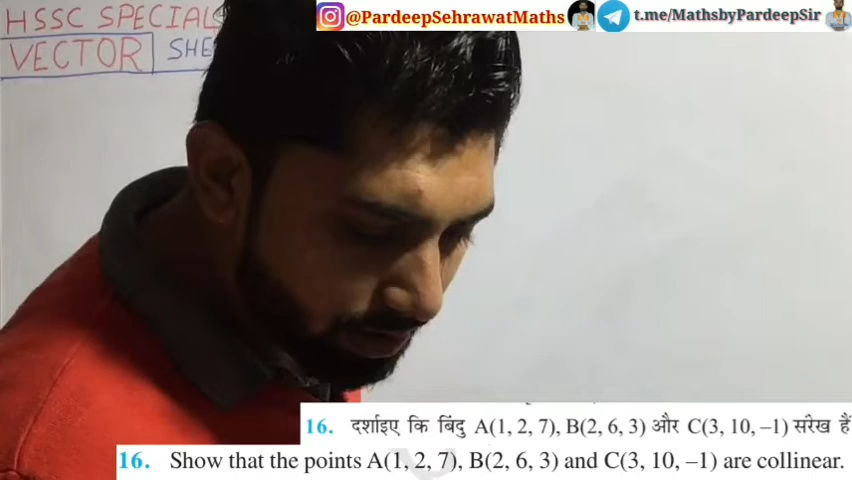 HSSC SPECIAL
VECTOR SHE
@PardeepSehrawatMaths
t.me/MathsbyPardeepSir
16. दर्शाइए कि बिंदु A(1, 2, 7), B(2, 6, 3) और C(3, 10, –1) संरेख हैं
16. Show that the points A(1, 2, 7), B(2, 6, 3) and C(3, 10, –1) are collinear.